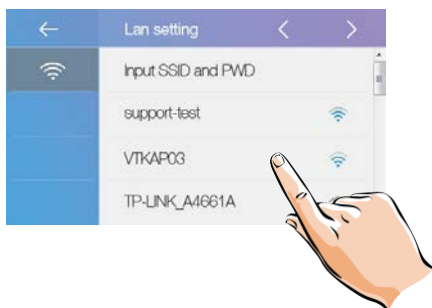 Lan setting
Input SSID and PWD
support-test
VTKAP03
TP-LINK_A4661A